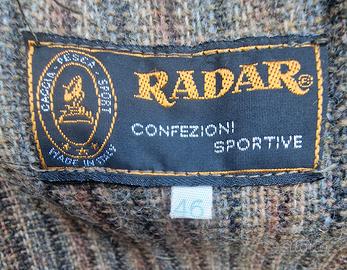 CACCIA PESCA SPORT
MADE IN ITALY
RADAR®
CONFEZIONI
SPORTIVE
46